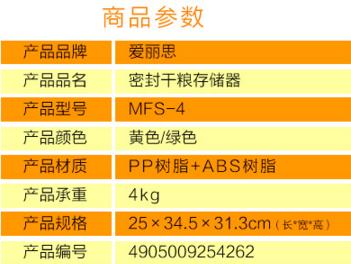 商品参数
产品品牌 爱丽思
产品品名 密封干粮存储器
产品型号 MFS-4
产品颜色 黄色/绿色
产品材质 PP树脂+ABS树脂
产品承重 4kg
产品规格 25×34.5×31.3cm(长*宽*高)
产品编号 4905009254262